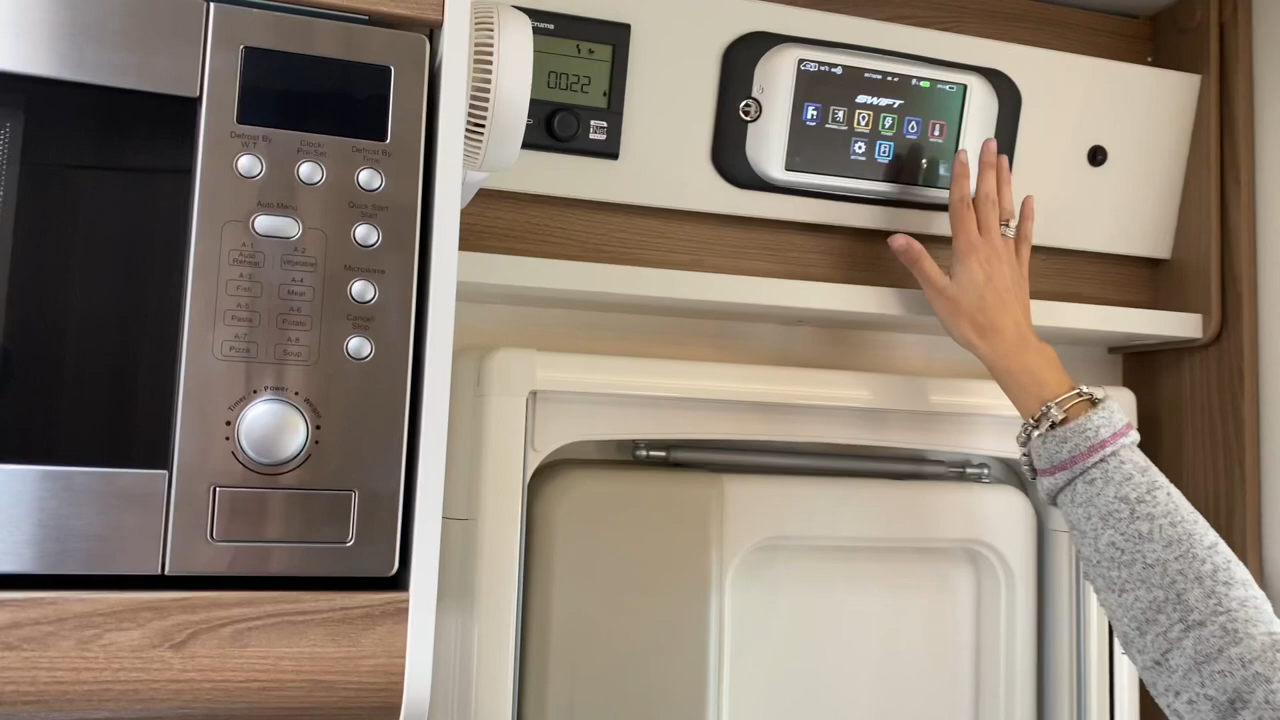 Defrost By
W.T
Clock/
Pre-Set
Defrost By
Time
Auto Menu
Quick Start
Start
A-1
Auto
Reheat
A-2
Vegetable
Microwave
A-3
Fish
A-4
Meat
A-5
Pasta
A-6
Potato
Cancel
Stop
A-7
Pizza
A-8
Soup
Timer
Power
Weight
truma
0022
iNet
SWIFT